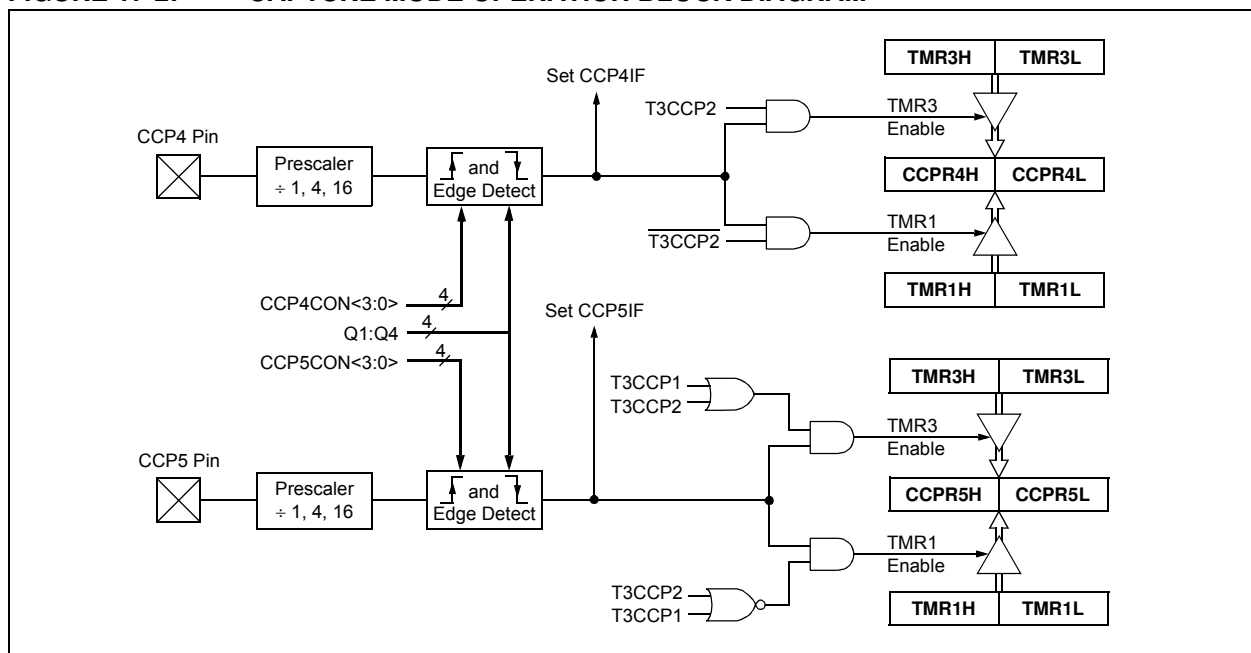 FIGURE 17-2: CAPTURE MODE OPERATION BLOCK DIAGRAM
TMR3H TMR3L
Set CCP4IF
T3CCP2
TMR3
Enable
CCP4 Pin
Prescaler
÷ 1, 4, 16
and
Edge Detect
CCPR4H CCPR4L
TMR1
Enable
T3CCP2
TMR1H TMR1L
CCP4CON<3:0>
4
Q1:Q4
4
CCP5CON<3:0>
4
Set CCP5IF
TMR3H TMR3L
T3CCP1
T3CCP2
TMR3
Enable
CCP5 Pin
Prescaler
÷ 1, 4, 16
and
Edge Detect
CCPR5H CCPR5L
TMR1
Enable
T3CCP2
T3CCP1
TMR1H TMR1L